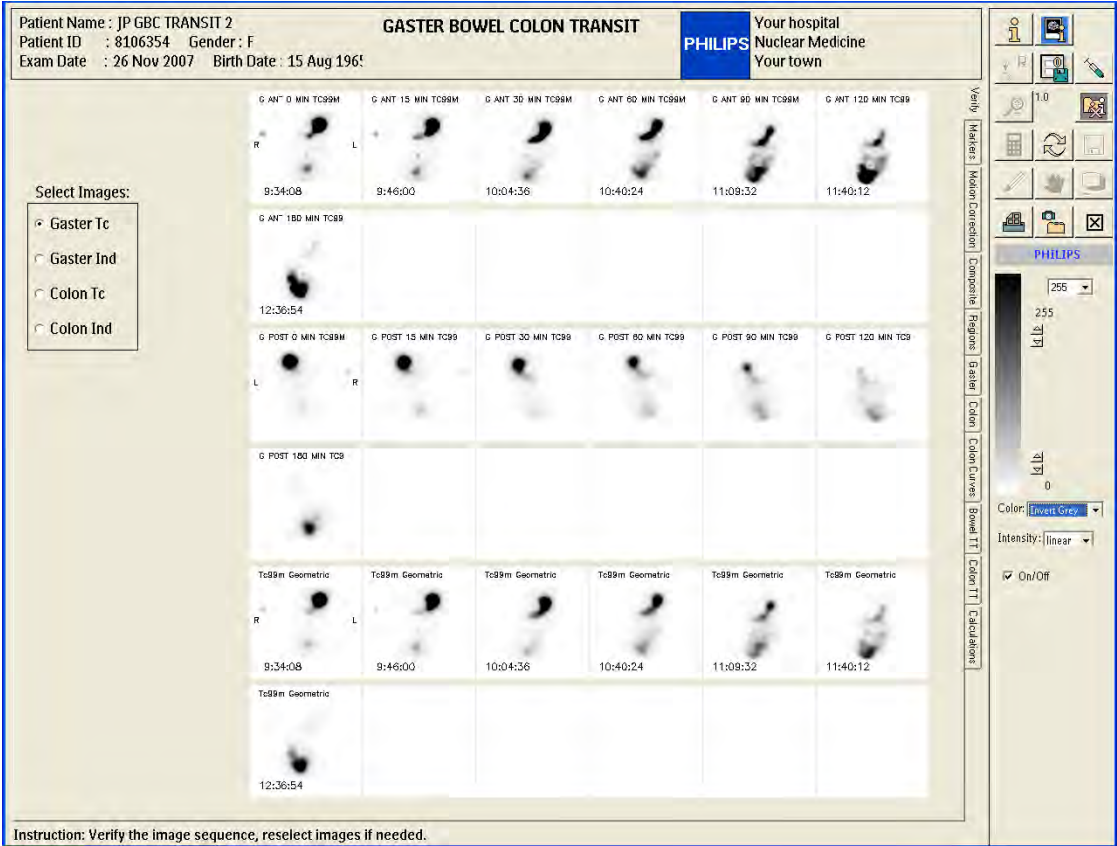 Patient Name : JP GBC TRANSIT 2
Patient ID : 8106354 Gender : F
Exam Date : 26 Nov 2007 Birth Date : 15 Aug 196
GASTER BOWEL COLON TRANSIT
PHILIPS
Your hospital
Nuclear Medicine
Your town
Select Images:
Gaster Tc
Gaster Ind
Colon Tc
Colon Ind
G ANT 0 MIN TC99M G ANT 15 MIN TC99M G ANT 30 MIN TC99M G ANT 60 MIN TC99M G ANT 90 MIN TC99M G ANT 120 MIN TC99
R L
9:34:08 9:46:00 10:04:36 10:40:24 11:09:32 11:40:12
G ANT 180 MIN TC99
12:36:54
G POST 0 MIN TC99M G POST 15 MIN TC99 G POST 30 MIN TC99 G POST 60 MIN TC99 G POST 90 MIN TC99 G POST 120 MIN TC9
L R
G POST 180 MIN TC9
Tc99m Geometric Tc99m Geometric Tc99m Geometric Tc99m Geometric Tc99m Geometric Tc99m Geometric
R L
9:34:08 9:46:00 10:04:36 10:40:24 11:09:32 11:40:12
Tc99m Geometric
12:36:54
Verify
Markers
Motion Correction
Composite
Regions
Gaster
Colon
Colon Curves
Bowel TT
Colon TT
Calculations
1.0
PHILIPS
255
255
0
Color: Invert Grey
Intensity: linear
On/Off
Instruction: Verify the image sequence, reselect images if needed.